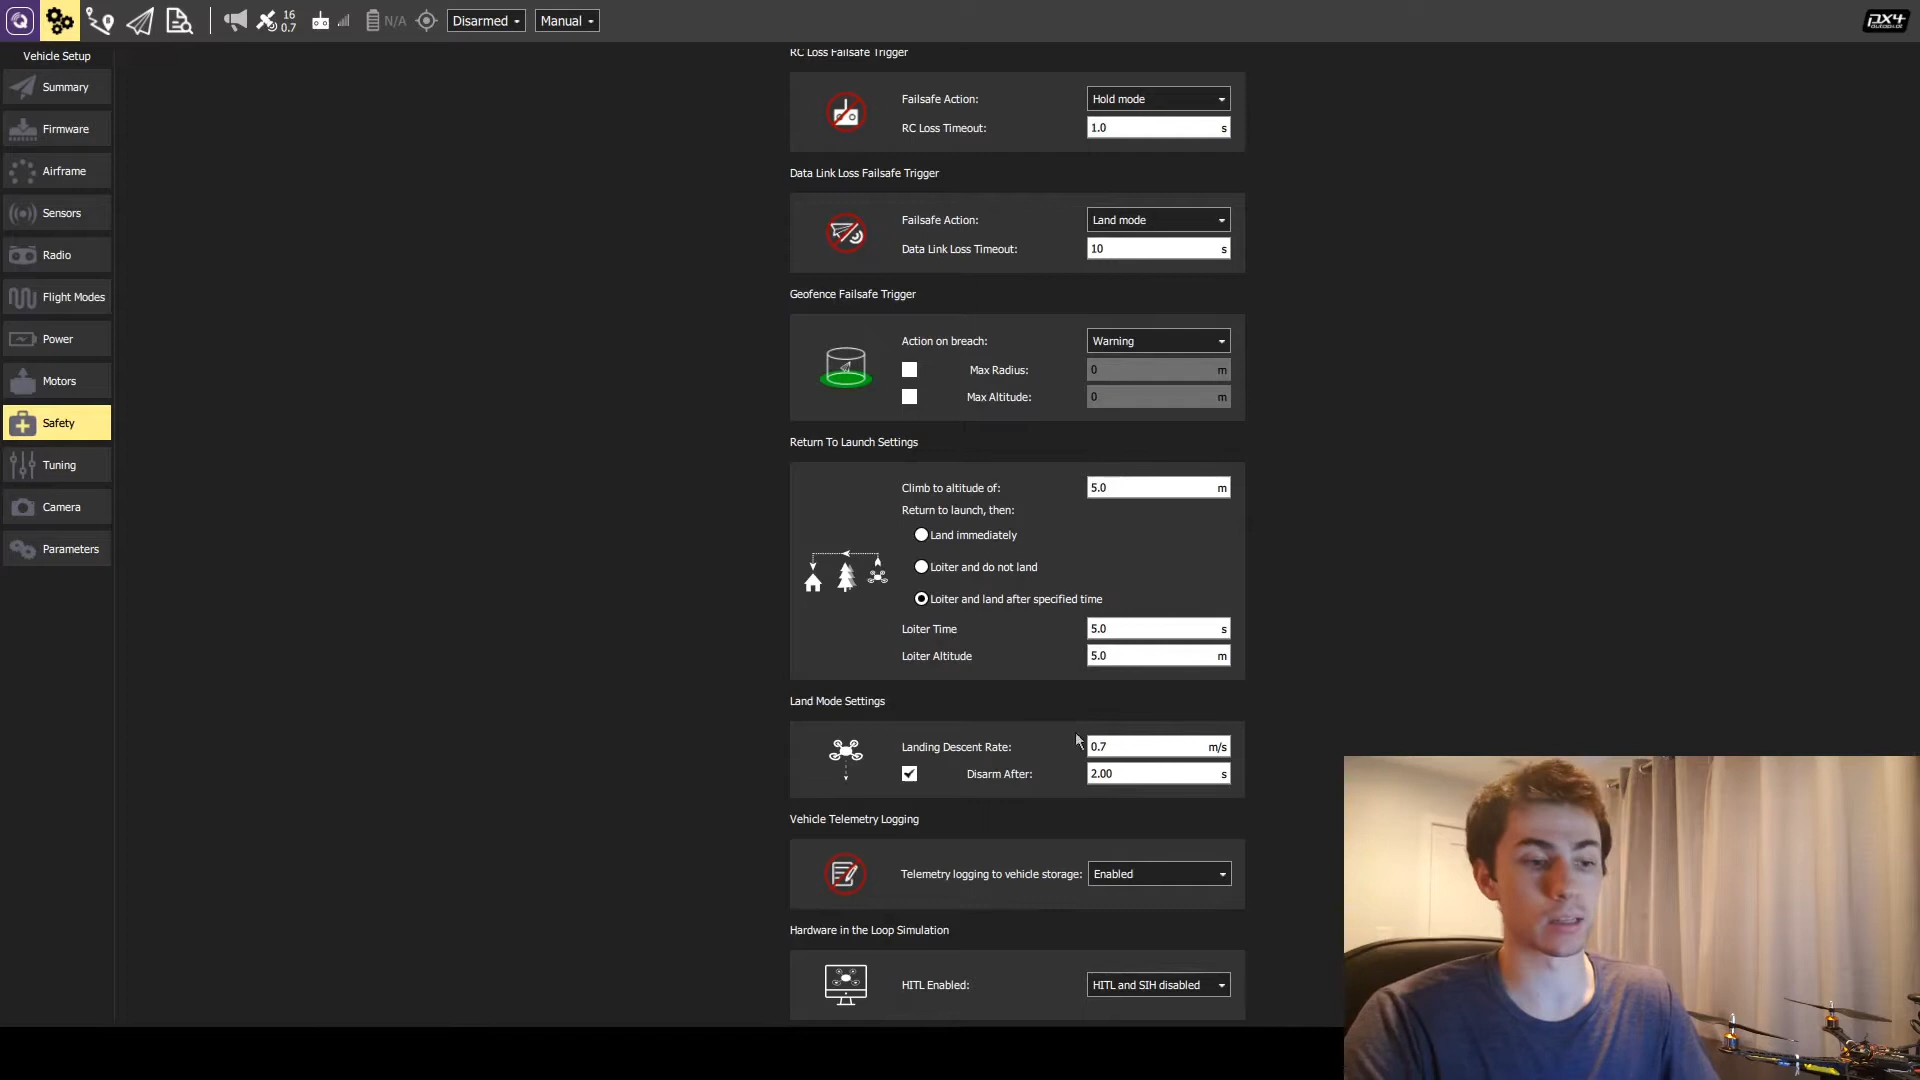 16
0.7
N/A
Disarmed
Manual
px4
autopilot
Vehicle Setup
Summary
Firmware
Airframe
Sensors
Radio
Flight Modes
Power
Motors
Safety
Tuning
Camera
Parameters
RC Loss Failsafe Trigger
Failsafe Action: Hold mode
RC Loss Timeout: 1.0 s
Data Link Loss Failsafe Trigger
Failsafe Action: Land mode
Data Link Loss Timeout: 10 s
Geofence Failsafe Trigger
Action on breach: Warning
Max Radius: 0 m
Max Altitude: 0 m
Return To Launch Settings
Climb to altitude of: 5.0 m
Return to launch, then:
Land immediately
Loiter and do not land
Loiter and land after specified time
Loiter Time 5.0 s
Loiter Altitude 5.0 m
Land Mode Settings
Landing Descent Rate: 0.7 m/s
Disarm After: 2.00 s
Vehicle Telemetry Logging
Telemetry logging to vehicle storage: Enabled
Hardware in the Loop Simulation
HITL Enabled: HITL and SIH disabled